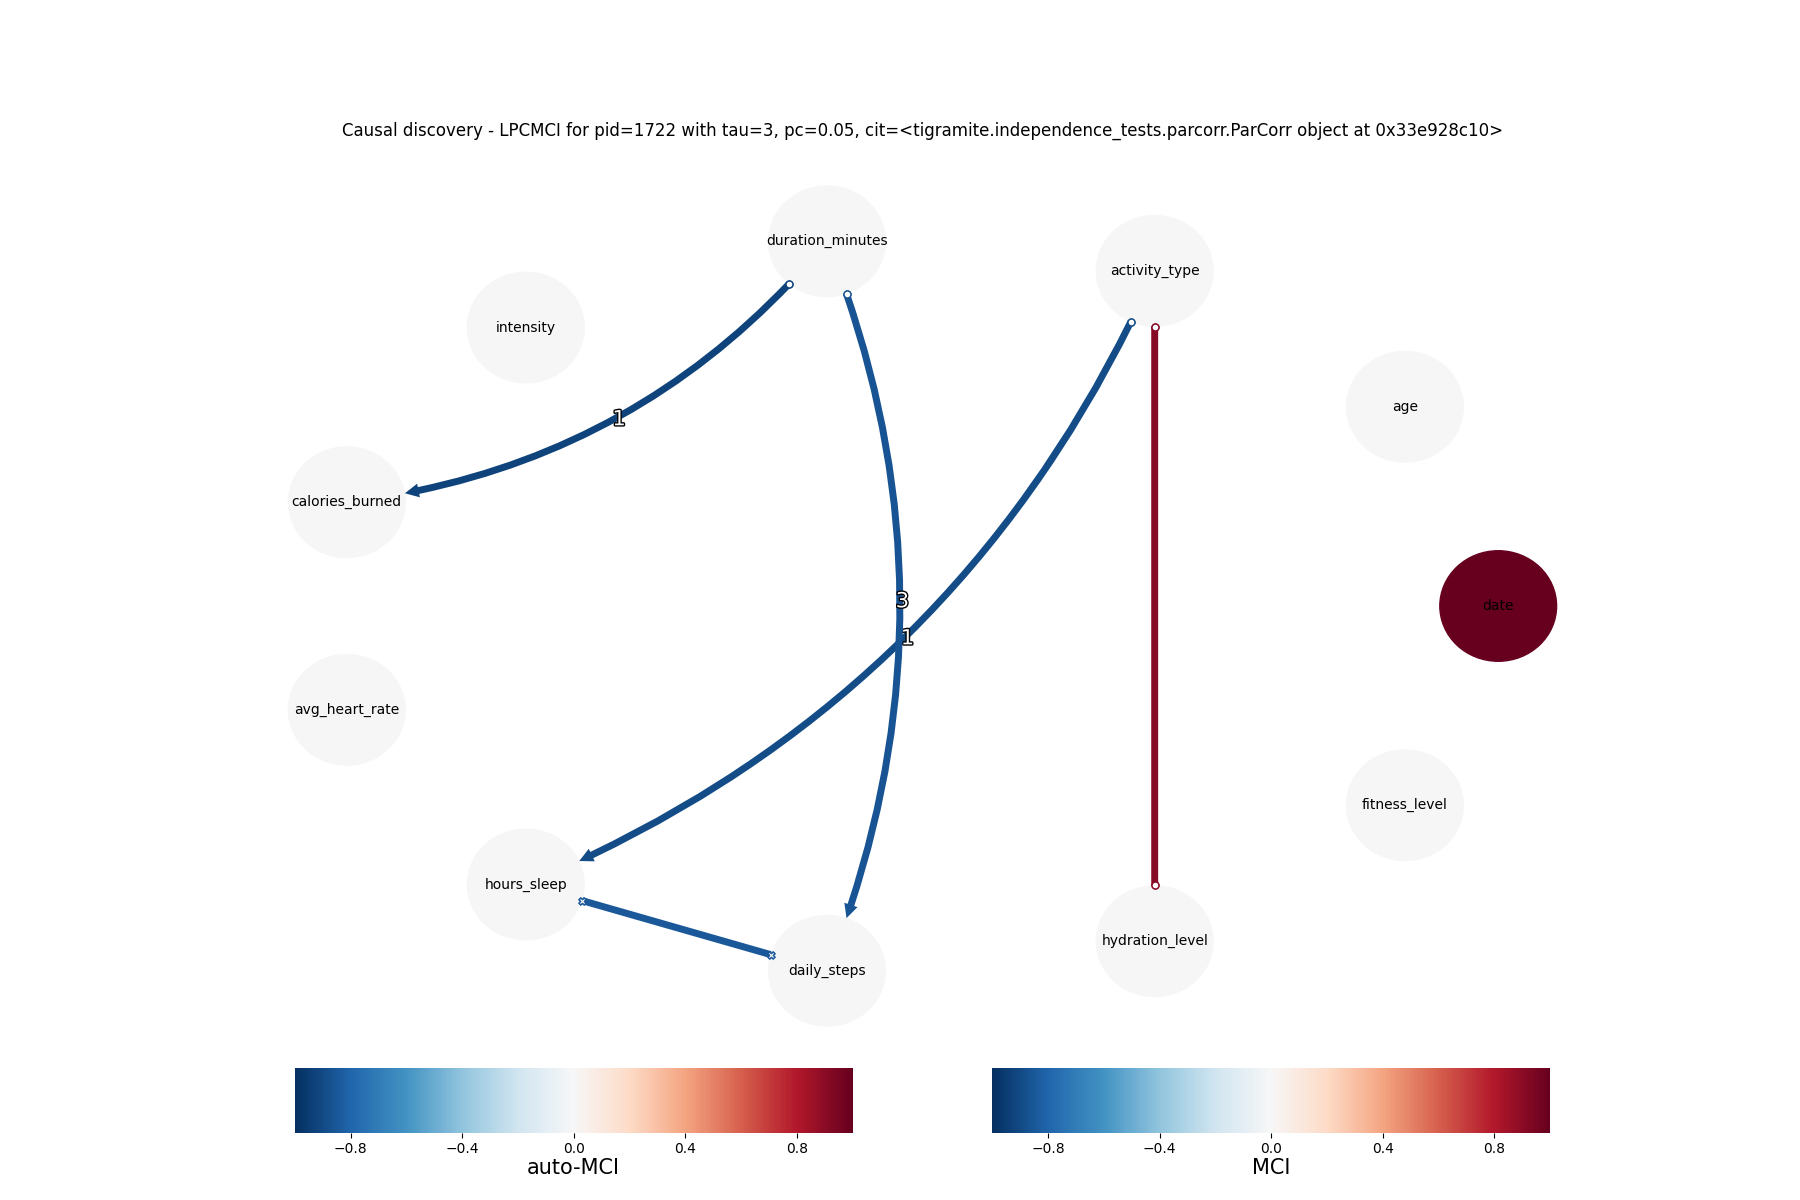 Causal discovery - LPCMCI for pid=1722 with tau=3, pc=0.05, cit=<tigramite.independence_tests.parcorr.ParCorr object at 0x33e928c10>
duration_minutes
activity_type
intensity
age
1
calories_burned
3
date
1
avg_heart_rate
fitness_level
hours_sleep
hydration_level
daily_steps
−0.8 −0.4 0.0 0.4 0.8
auto-MCI
−0.8 −0.4 0.0 0.4 0.8
MCI